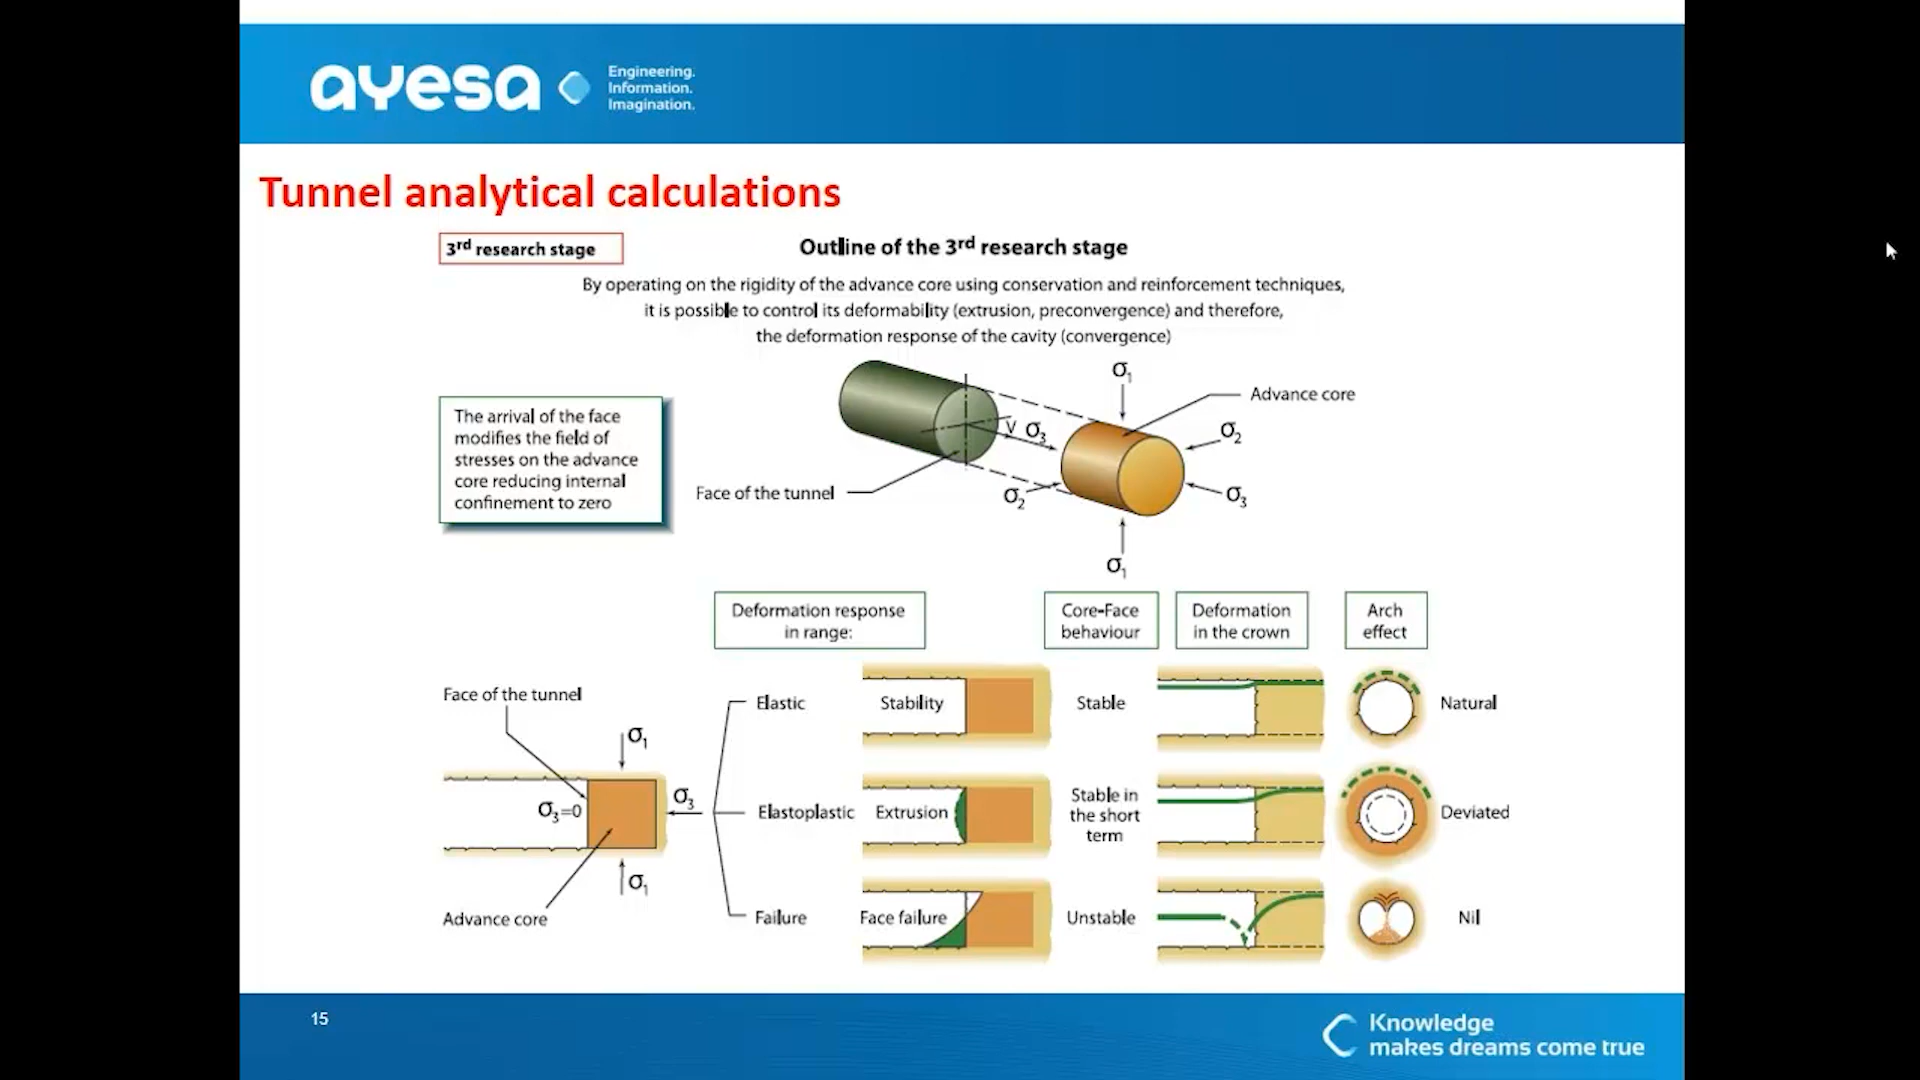 ayesa
Engineering.
Information.
Imagination.
Tunnel analytical calculations
3rd research stage
Outline of the 3rd research stage
By operating on the rigidity of the advance core using conservation and reinforcement techniques,
it is possible to control its deformability (extrusion, preconvergence) and therefore,
the deformation response of the cavity (convergence)
The arrival of the face
modifies the field of
stresses on the advance
core reducing internal
confinement to zero
σ1
Advance core
V σ3
σ2
Face of the tunnel
σ2
σ3
σ1
Deformation response
in range:
Core-Face
behaviour
Deformation
in the crown
Arch
effect
Face of the tunnel
σ1
σ3=0
σ3
σ1
Advance core
Elastic
Stability
Stable
Natural
Elastoplastic
Extrusion
Stable in
the short
term
Deviated
Failure
Face failure
Unstable
Nil
15
Knowledge
makes dreams come true